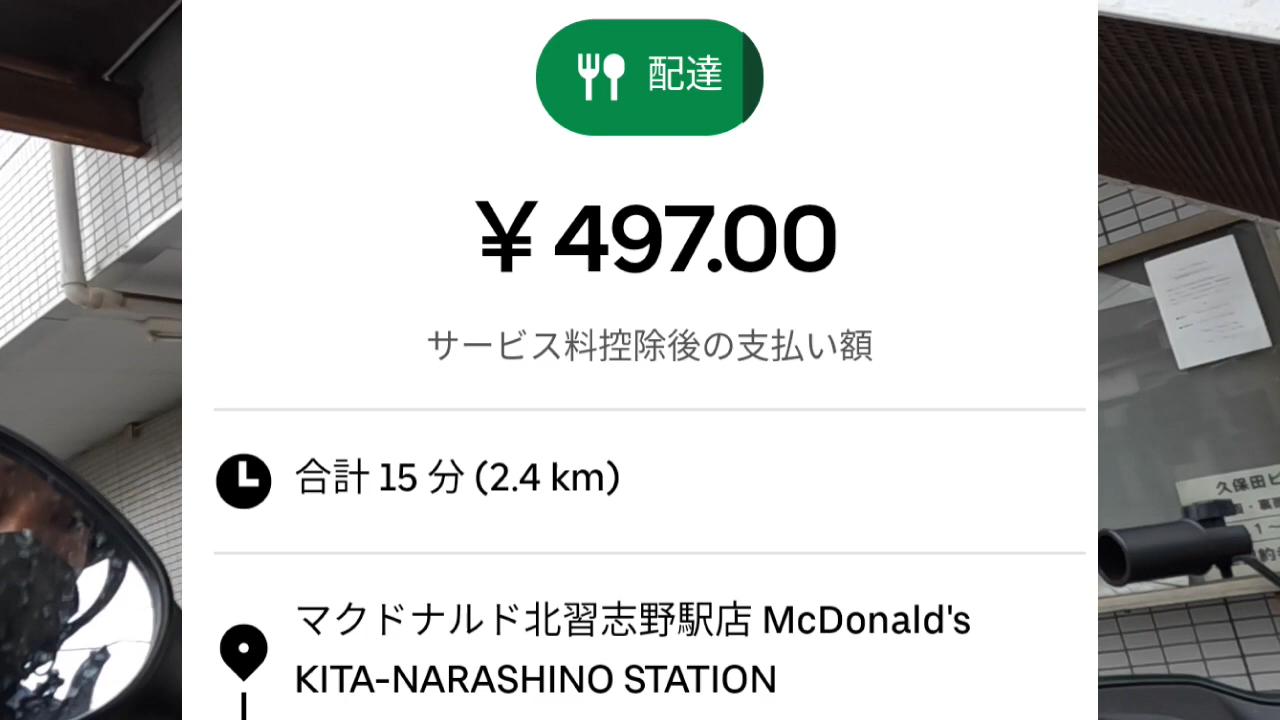 配達
¥ 497.00
サービス料控除後の支払い額
合計 15 分 (2.4 km)
マクドナルド北習志野駅店 McDonald's
KITA-NARASHINO STATION
久保田ビ